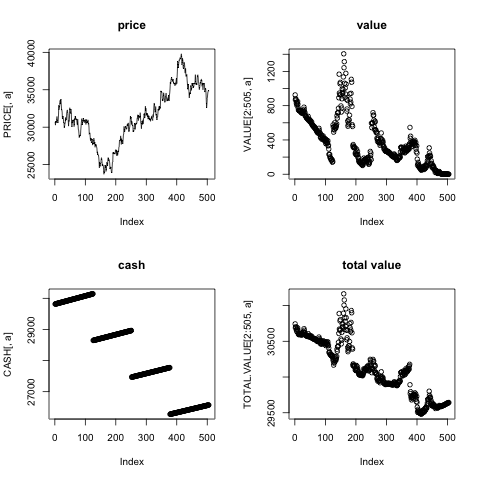 price
PRICE[, a]
25000 30000 35000 40000
0 100 200 300 400 500
Index
value
VALUE[2:505, a]
0 400 800 1200
0 100 200 300 400 500
Index
cash
CASH[, a]
27000 29000
0 100 200 300 400 500
Index
total value
TOTAL.VALUE[2:505, a]
29500 30500
0 100 200 300 400 500
Index